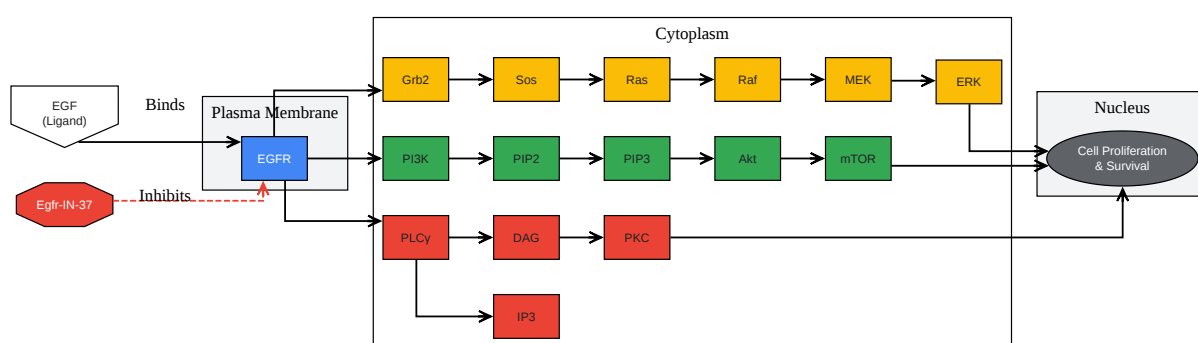 Cytoplasm
Grb2
Sos
Ras
Raf
MEK
ERK
EGF
(Ligand)
Binds
Plasma Membrane
Nucleus
EGFR
PI3K
PIP2
PIP3
Akt
mTOR
Cell Proliferation
& Survival
Egfr-IN-37
Inhibits
PLCγ
DAG
PKC
IP3